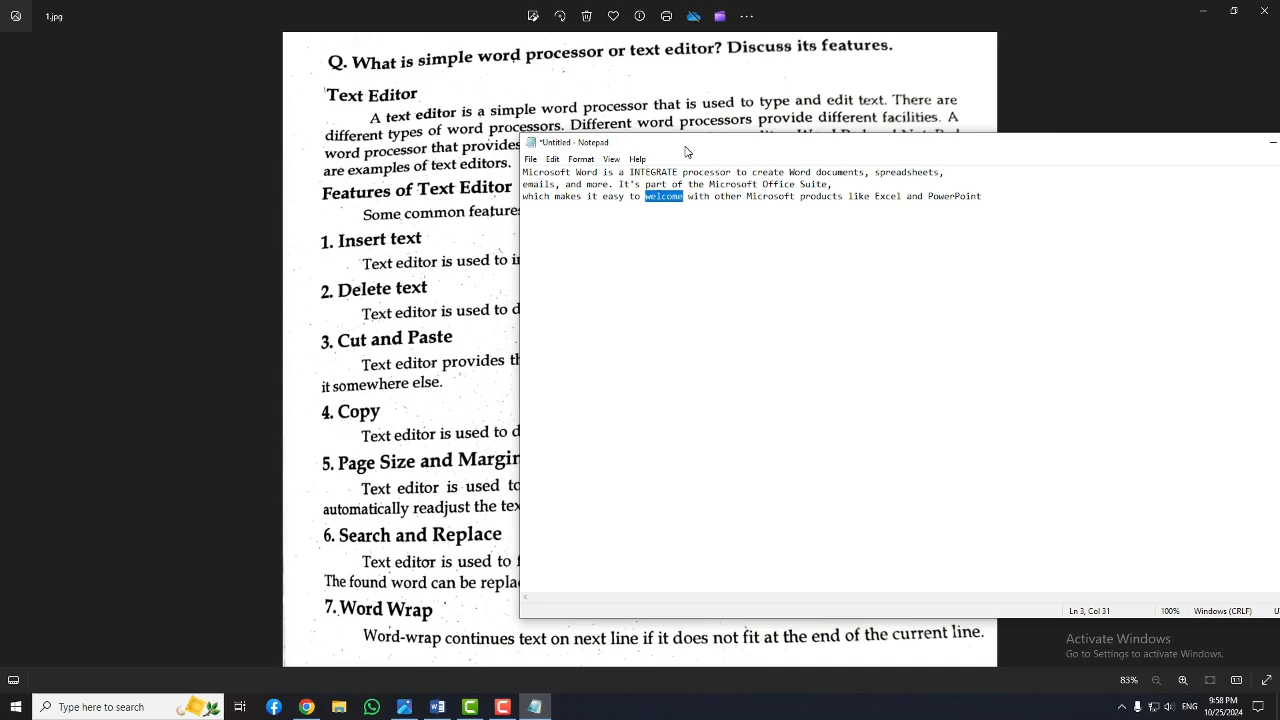 1.jpg
Q. What is simple word processor or text editor? Discuss its features.
Text Editor
A text editor is a simple word processor that is used to type and edit text. There are
different types of word processors. Different word processors provide different facilities. A
word processor that provides
are examples of text editors.
Features of Text Editor
Some common features
1. Insert text
Text editor is used to
2. Delete text
Text editor is used to
3. Cut and Paste
Text editor provides
it somewhere else.
4. Copy
Text editor is used to
5. Page Size and Margin
Text editor is used to
automatically readjust the
6. Search and Replace
Text editor is used to
The found word can be
7. Word Wrap
Word-wrap continues text on next line if it does not fit at the end of the current line.
*Untitled - Notepad
File Edit Format View Help
Microsoft Word is a INTEGRATE processor to create Word documents, spreadsheets,
emails, and more. It's part of the Microsoft Office Suite,
which makes it easy to welcome with other Microsoft products like Excel and PowerPoint
Ln 3, Col 31 100% Windows (CRLF)
Activate Windows
Go to Settings to activate Windows.
83%
Type here to search
ENG
9:58 PM
10/25/2024